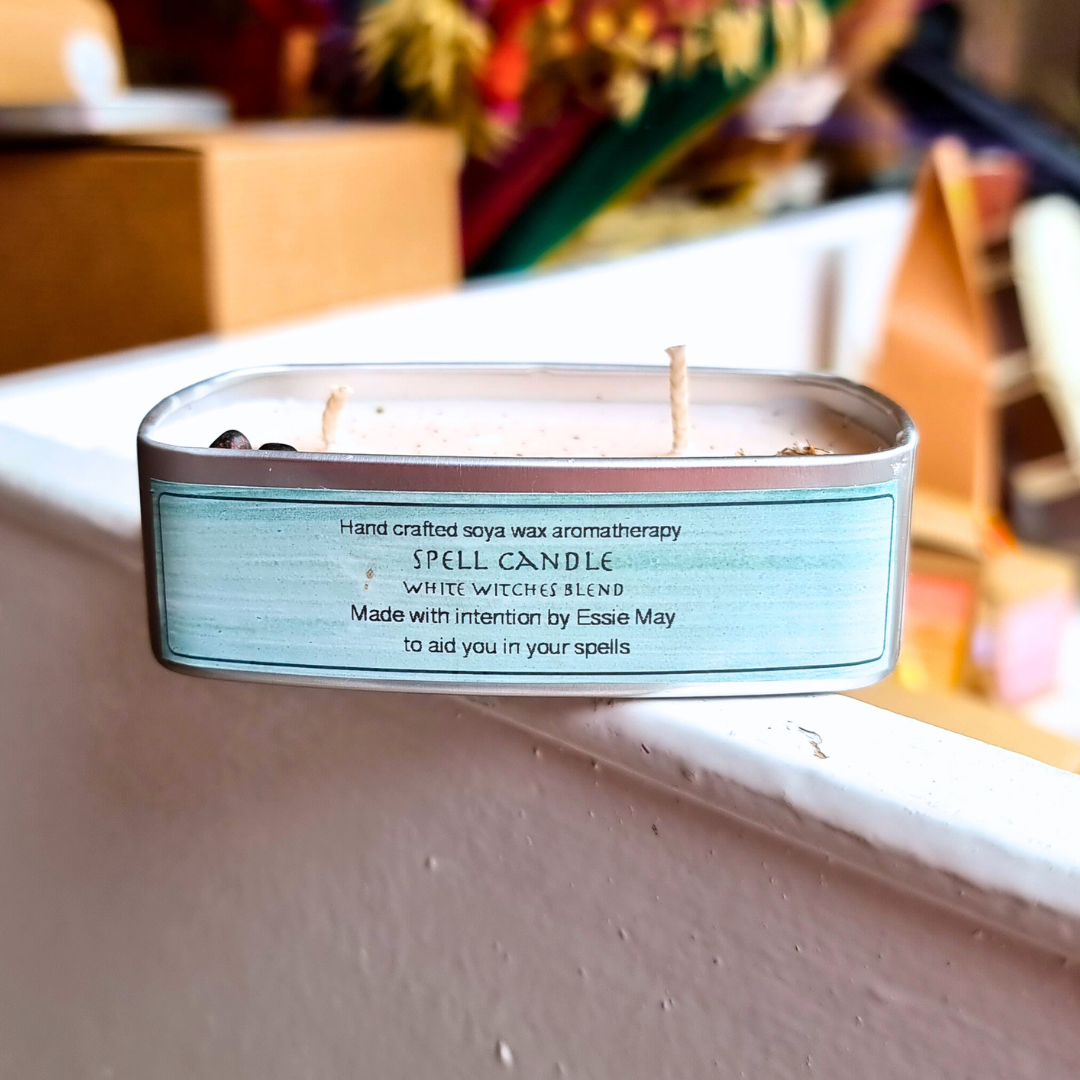 Hand crafted soya wax aromatherapy
SPELL CANDLE
WHITE WITCHES BLEND
Made with intention by Essie May
to aid you in your spells